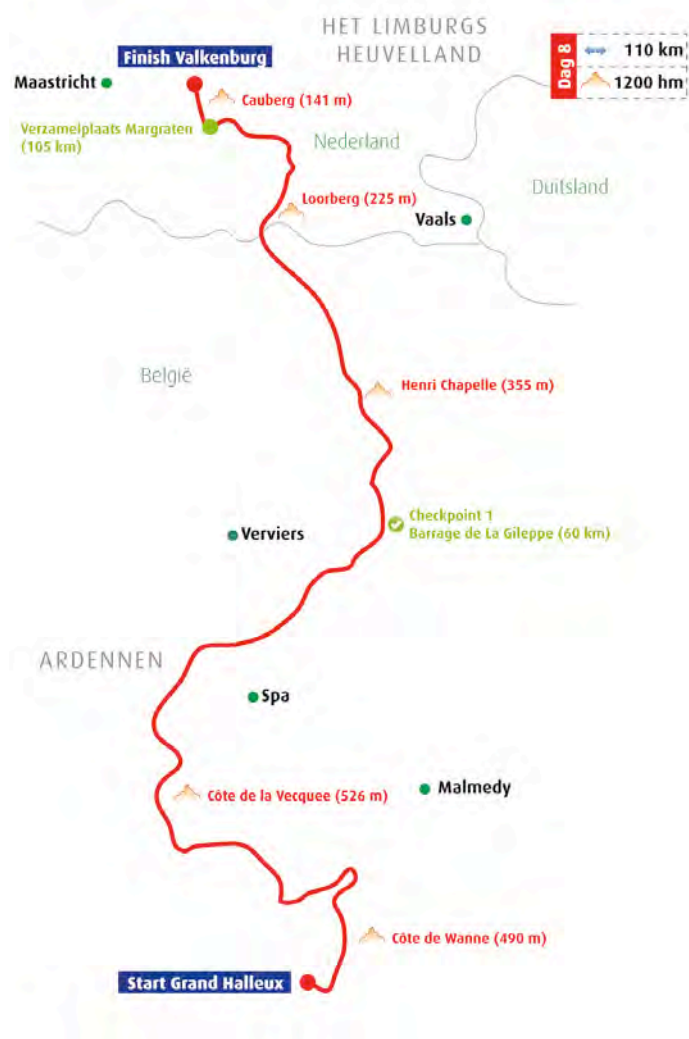 HET LIMBURGS
HEUVELLAND
Dag 8
110 km
1200 hm
Finish Valkenburg
Maastricht
Cauberg (141 m)
Verzamelplaats Margraten
(105 km)
Nederland
Duitsland
Loorberg (225 m)
Vaals
België
Henri Chapelle (355 m)
Checkpoint 1
Barrage de La Gileppe (60 km)
Verviers
ARDENNEN
Spa
Côte de la Vecquee (526 m)
Malmedy
Côte de Wanne (490 m)
Start Grand Halleux